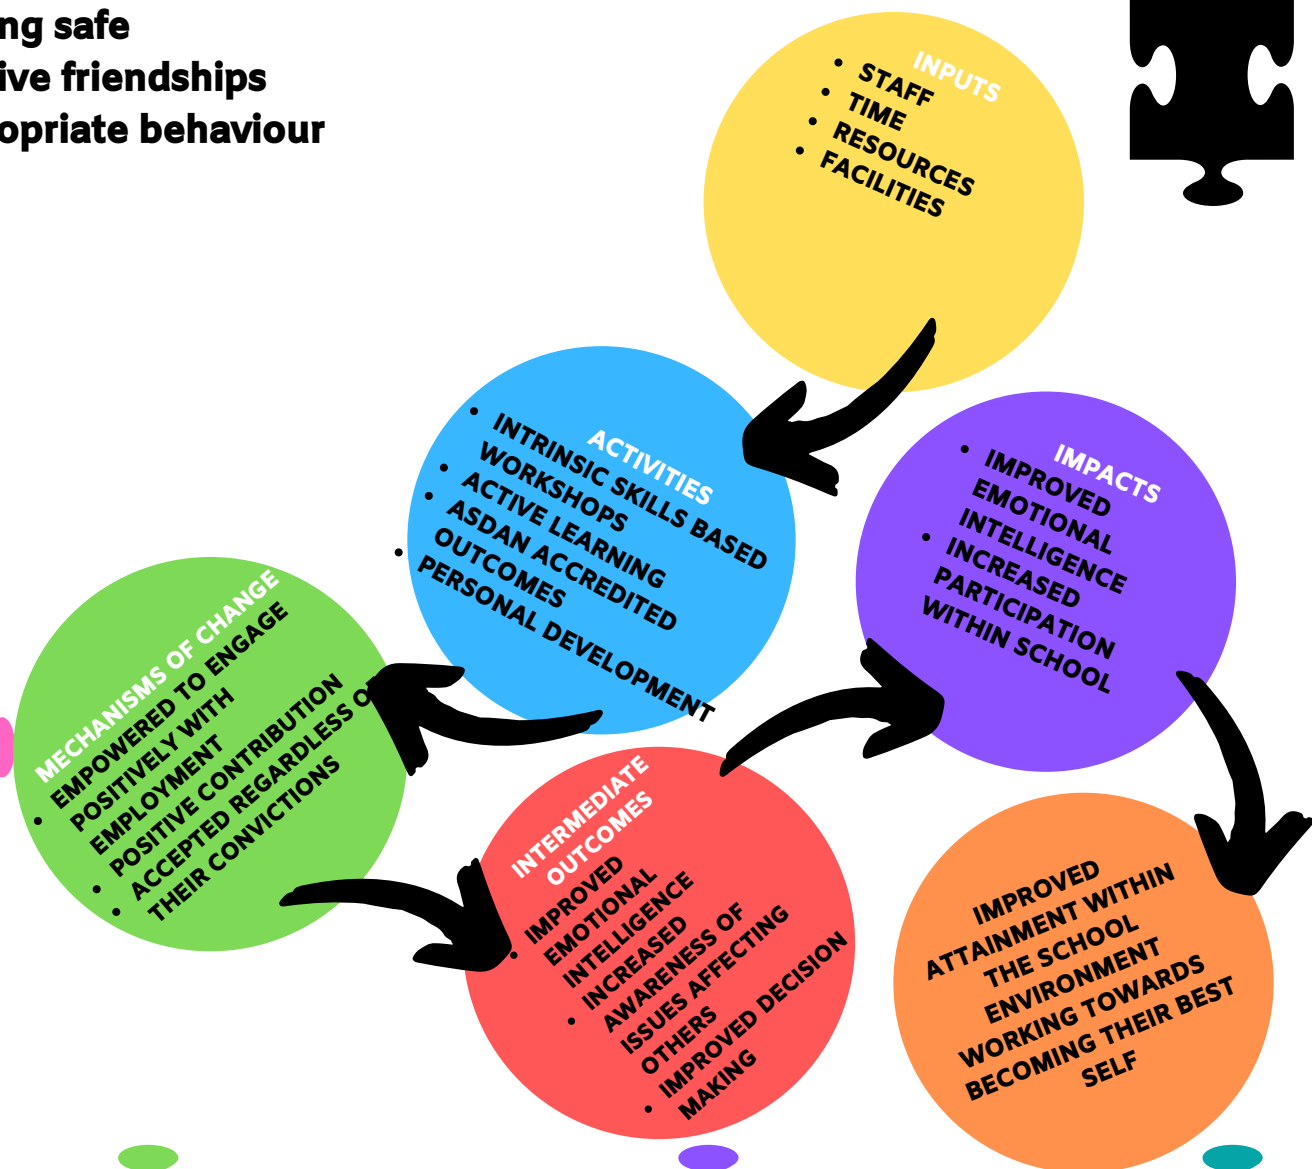 ng safe
ive friendships
opriate behaviour
INPUTS
• STAFF
• TIME
• RESOURCES
• FACILITIES
ACTIVITIES
• INTRINSIC SKILLS BASED
WORKSHOPS
• ACTIVE LEARNING
• ASDAN ACCREDITED
OUTCOMES
• PERSONAL DEVELOPMENT
MECHANISMS OF CHANGE
• EMPOWERED TO ENGAGE
POSITIVELY WITH
EMPLOYMENT
• POSITIVE CONTRIBUTION
• ACCEPTED REGARDLESS OF
THEIR CONVICTIONS
INTERMEDIATE
OUTCOMES
• IMPROVED
EMOTIONAL
INTELLIGENCE
• INCREASED
AWARENESS OF
ISSUES AFFECTING
OTHERS
• IMPROVED DECISION
MAKING
IMPACTS
• IMPROVED
EMOTIONAL
INTELLIGENCE
• INCREASED
PARTICIPATION
WITHIN SCHOOL
IMPROVED
ATTAINMENT WITHIN
THE SCHOOL
ENVIRONMENT
WORKING TOWARDS
BECOMING THEIR BEST
SELF